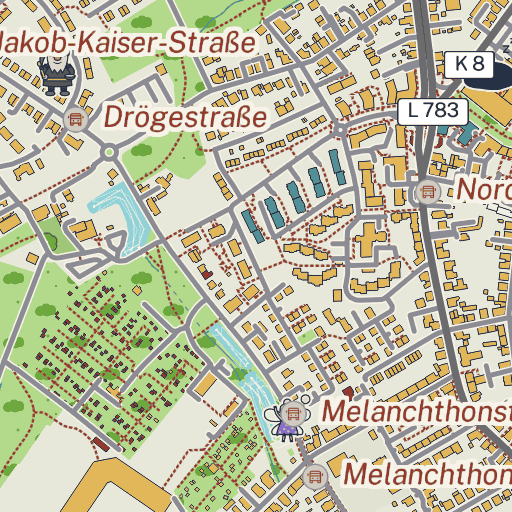 Jakob-Kaiser-Straße
K 8
L 783
Drögestraße
Nord
Melanchthonst
Melanchthon